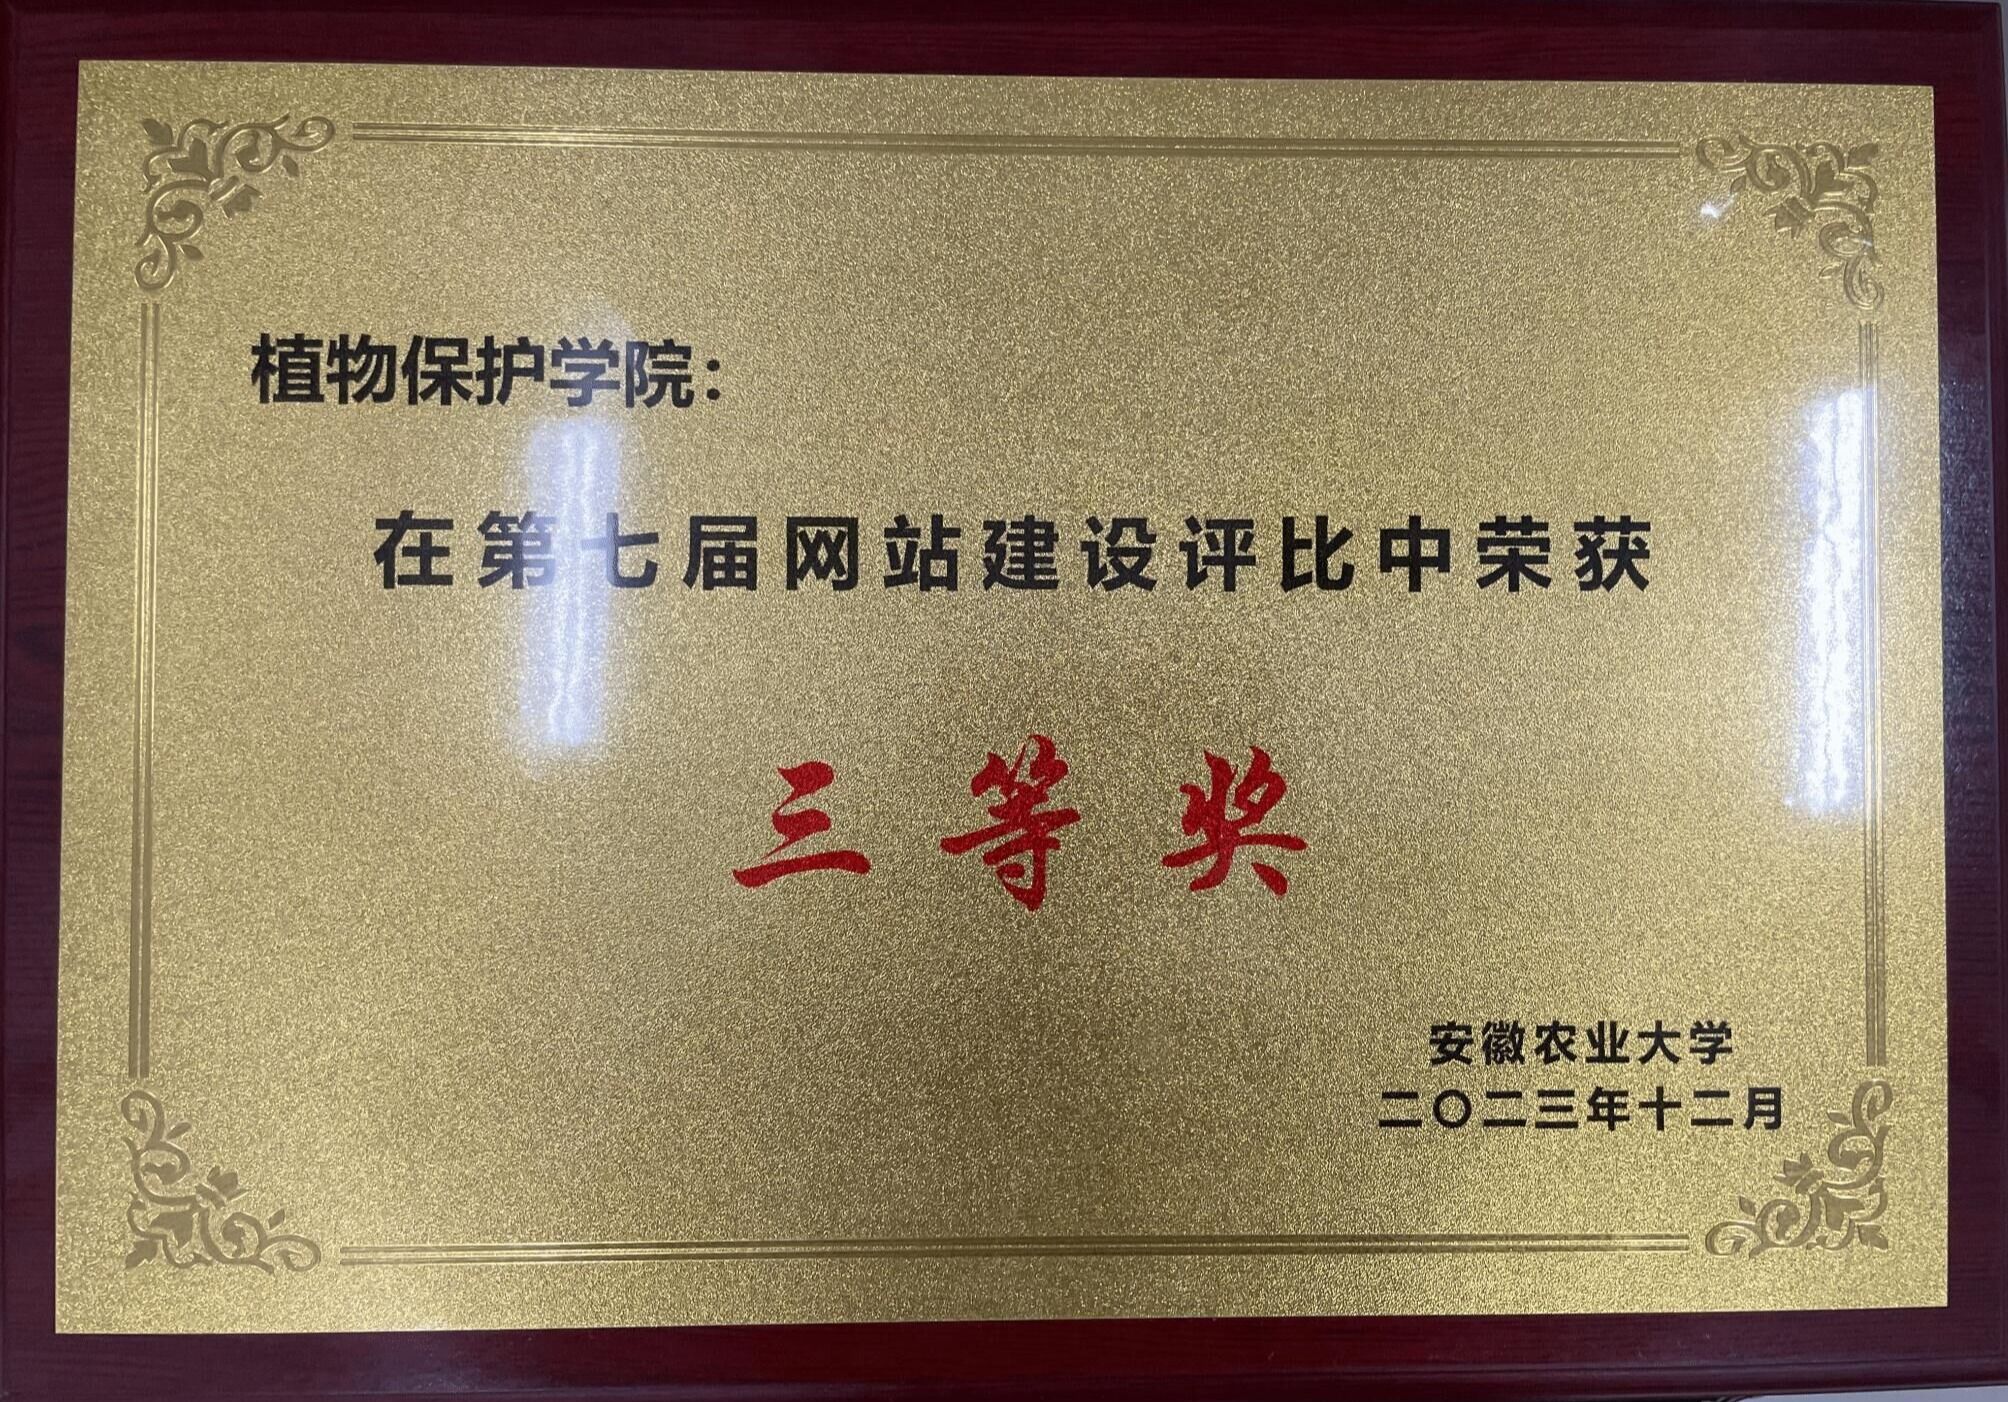 植物保护学院：
在第七届网站建设评比中荣获
三等奖
安徽农业大学
二〇二三年十二月